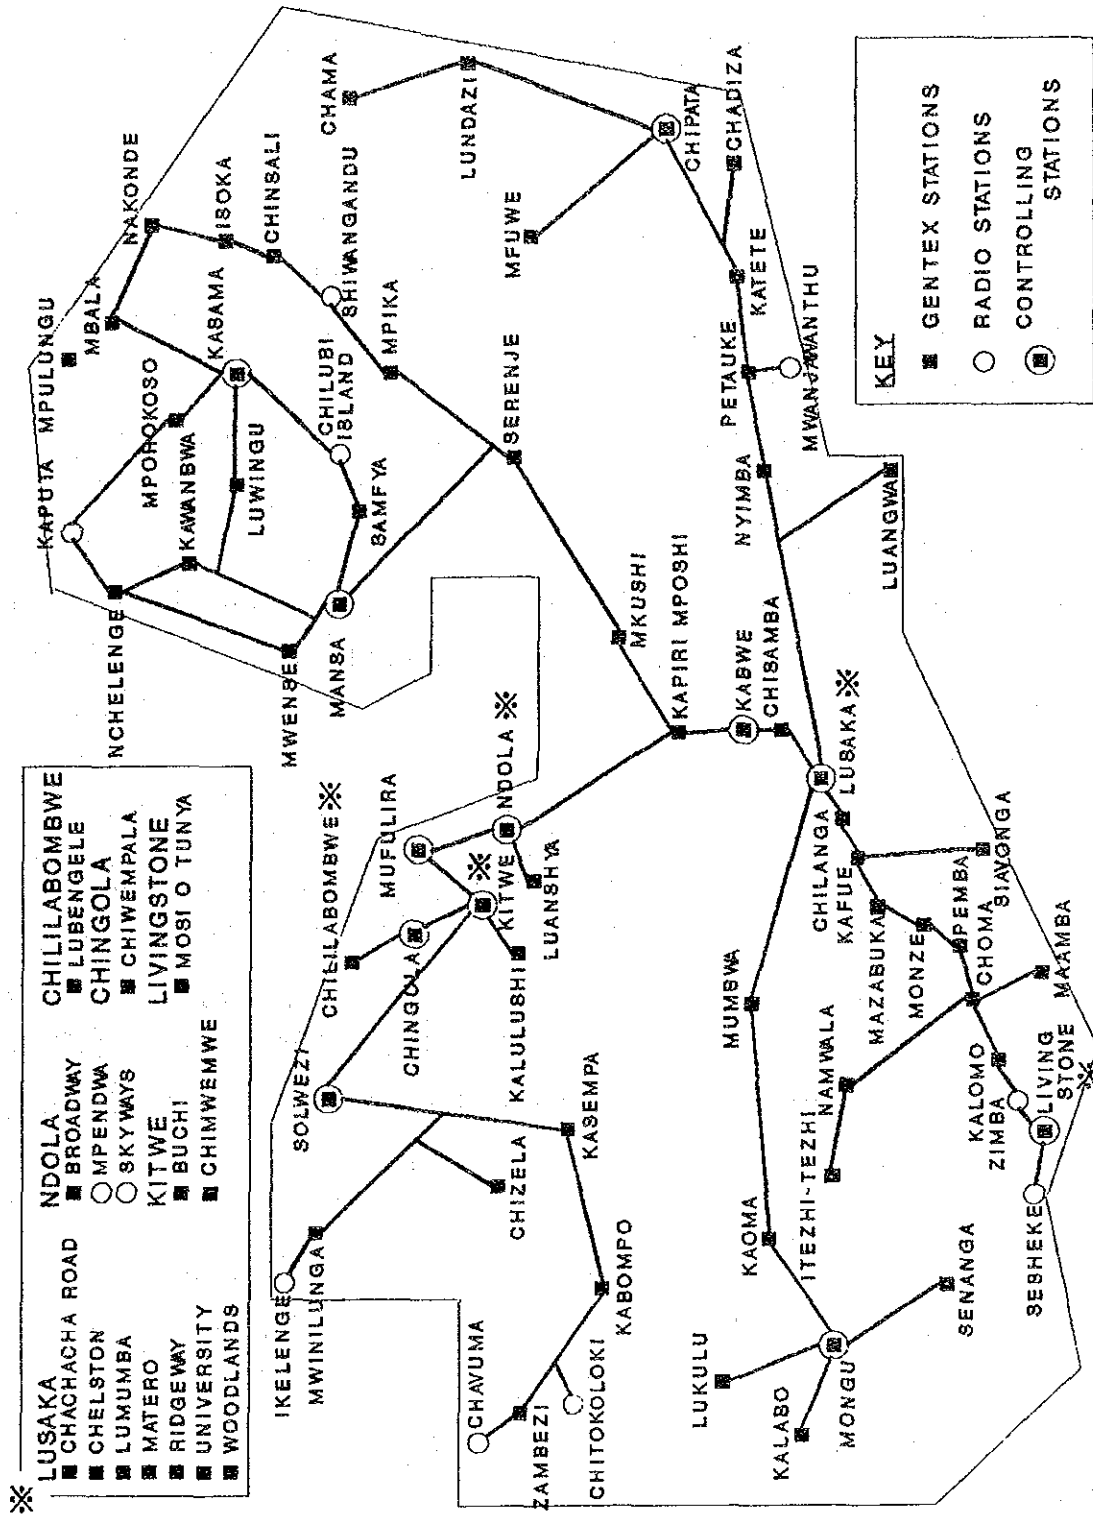 ※
LUSAKA
CHACHACHA ROAD
CHELSTON
LUMUMBA
MATERO
RIDGEWAY
UNIVERSITY
WOODLANDS
NDOLA
BROADWAY
MPENDWA
SKYWAYS
KITWE
BUCHI
CHIMWEMWE
CHILILABOMBWE
LUBENGELE
CHINGOLA
CHIWEMPALA
LIVINGSTONE
MOSI O TUNYA
KAPUTA
MPULUNGU
MBALA
NAKONDE
ISOKA
CHINSALI
SHIWANGANDU
KASAMA
MPOROKOSO
KAWANBWA
LUWINGU
CHILUBI
ISLAND
SAMFYA
NCHELENGE
MWENSE
MANSA
MPIKA
SERENJE
MKUSHI
KAPIRI MPOSHI
KABWE
CHISAMBA
CHAMA
LUNDAZI
MFUWE
CHIPATA
CHADIZA
KATETE
PETAUKE
MWANJAWANTHU
NYIMBA
LUANGWA
LUSAKA※
CHILANGA
KAFUE
SIAVONGA
MAZABUKA
MONZE
PEMBA
CHOMA
MAAMBA
NAMWALA
ITEZHI-TEZHI
KALOMO
ZIMBA
LIVING
STONE
※
SESHEKE
SENANGA
MUMBWA
KAOMA
MONGU
LUKULU
KALABO
IKELENGE
MWINILUNGA
SOLWEZI
CHIZELA
KASEMPA
KABOMPO
CHAVUMA
ZAMBEZI
CHITOKOLOKI
CHILILABOMBWE※
CHINGOLA
KALULUSHI
KITWE
※
MUFULIRA
NDOLA※
LUANSHYA
KEY
GENTEX STATIONS
RADIO STATIONS
CONTROLLING
STATIONS